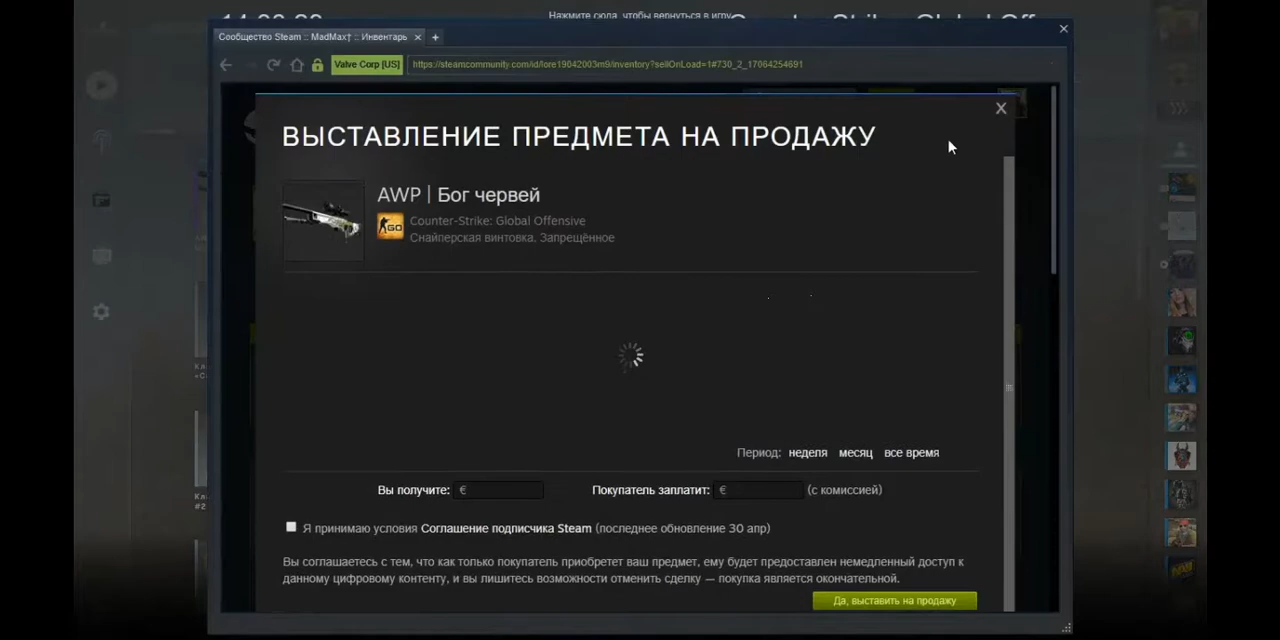 Нажмите сюда, чтобы вернуться в игру
Сообщество Steam :: MadMax† :: Инвентарь
Valve Corp [US]
https://steamcommunity.com/id/lore19042003m9/inventory?sellOnLoad=1#730_2_17064254691
ВЫСТАВЛЕНИЕ ПРЕДМЕТА НА ПРОДАЖУ
AWP | Бог червей
GO
Counter-Strike: Global Offensive
Снайперская винтовка. Запрещённое
Период: неделя месяц все время
Вы получите: €
Покупатель заплатит: € (с комиссией)
Я принимаю условия Соглашение подписчика Steam (последнее обновление 30 апр)
Вы соглашаетесь с тем, что как только покупатель приобретет ваш предмет, ему будет предоставлен немедленный доступ к
данному цифровому контенту, и вы лишитесь возможности отменить сделку — покупка является окончательной.
Да, выставить на продажу